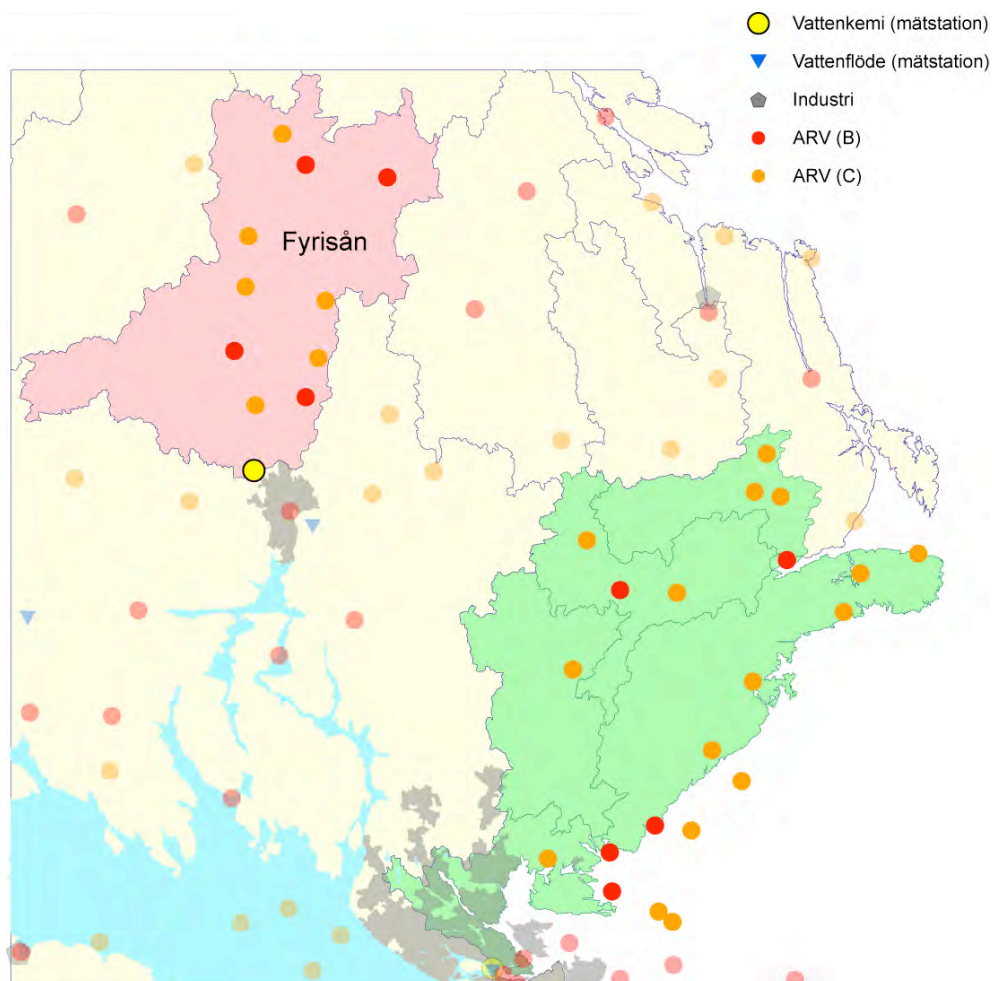 Vattenkemi (mätstation)
Vattenflöde (mätstation)
Industri
ARV (B)
ARV (C)
Fyrisån